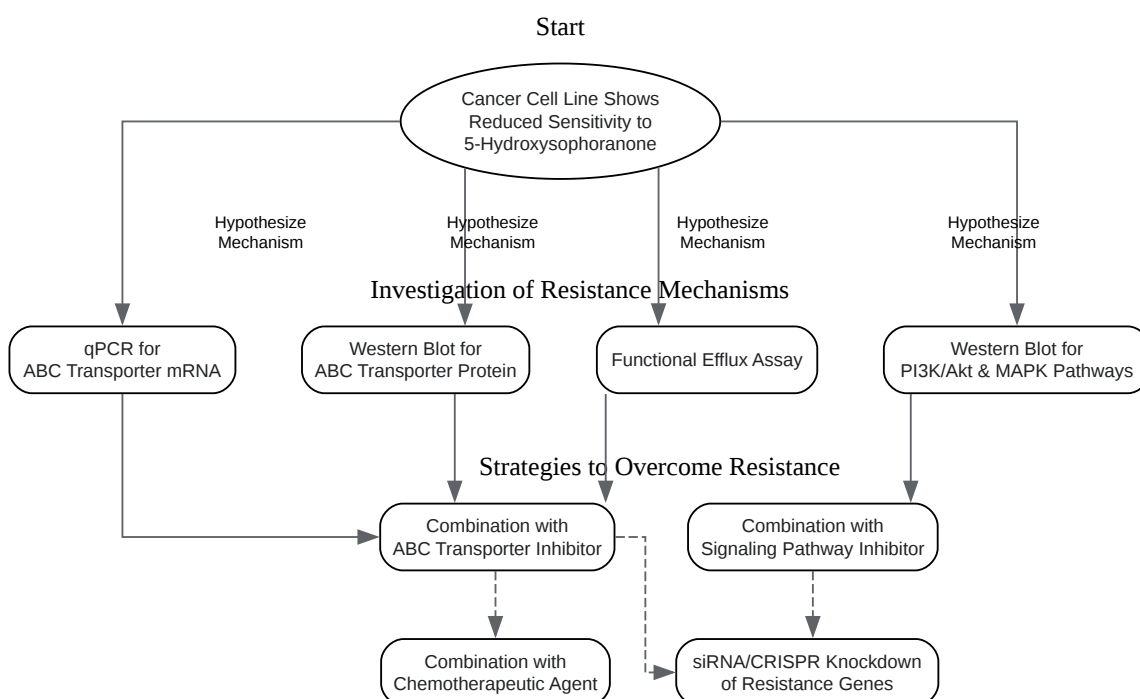 Start
Cancer Cell Line Shows
Reduced Sensitivity to
5-Hydroxysophoranone
Hypothesize
Mechanism
Hypothesize
Mechanism
Hypothesize
Mechanism
Hypothesize
Mechanism
Investigation of Resistance Mechanisms
qPCR for
ABC Transporter mRNA
Western Blot for
ABC Transporter Protein
Functional Efflux Assay
Western Blot for
PI3K/Akt & MAPK Pathways
Strategies to Overcome Resistance
Combination with
ABC Transporter Inhibitor
Combination with
Signaling Pathway Inhibitor
Combination with
Chemotherapeutic Agent
siRNA/CRISPR Knockdown
of Resistance Genes